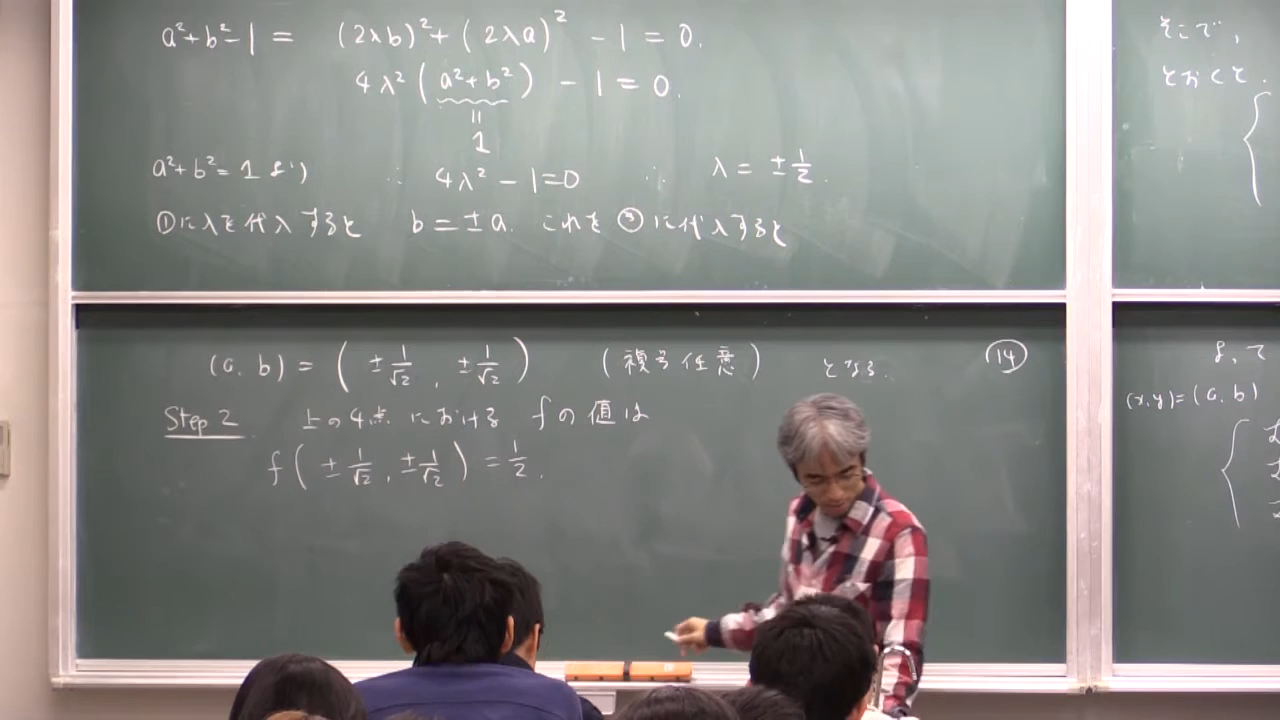 a²+b²-1 = (2λb)²+(2λa)² - 1 = 0.
4λ²(a²+b²) - 1 = 0.
॥
1
a²+b²=1 より ∴ 4λ² - 1 = 0 ∴ λ = ±1/2.
①にλを代入すると b = ±a. これを③に代入すると
(a, b) = (±1/√2, ±1/√2) (複号任意) となる. ⑭
Step 2 上の4点における fの値は
f(±1/√2, ±1/√2) = 1/2.
そこで,
とおくと.
よって
(x,y)=(a,b)